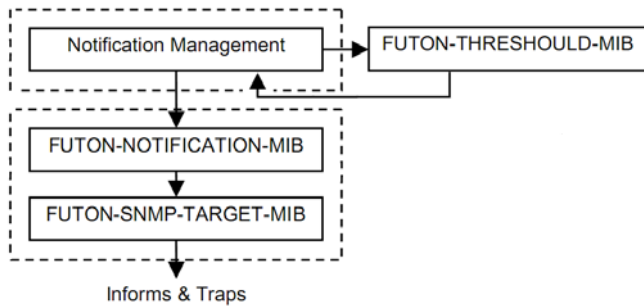 Notification Management
FUTON-THRESHOULD-MIB
FUTON-NOTIFICATION-MIB
FUTON-SNMP-TARGET-MIB
Informs & Traps